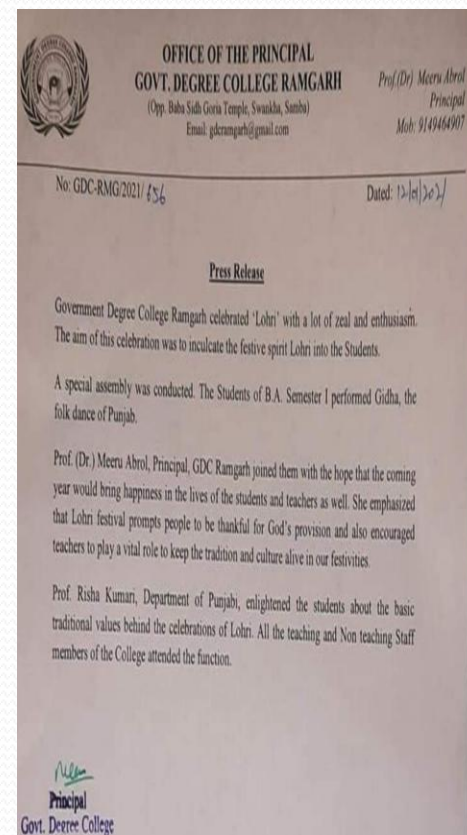 OFFICE OF THE PRINCIPAL
GOVT. DEGREE COLLEGE RAMGARH
(Opp. Baba Sidh Goria Temple, Swankha, Samba)
Email: gdcramgarh@gmail.com
Prof.(Dr) Meeru Abrol
Principal
Mob: 9149464907
No: GDC-RMG/2021/ 656
Dated: 12/01/2021
Press Release
Government Degree College Ramgarh celebrated 'Lohri' with a lot of zeal and enthusiasm.
The aim of this celebration was to inculcate the festive spirit Lohri into the Students.
A special assembly was conducted. The Students of B.A. Semester I performed Gidha, the
folk dance of Punjab.
Prof. (Dr.) Meeru Abrol, Principal, GDC Ramgarh joined them with the hope that the coming
year would bring happiness in the lives of the students and teachers as well. She emphasized
that Lohri festival prompts people to be thankful for God's provision and also encouraged
teachers to play a vital role to keep the tradition and culture alive in our festivities.
Prof. Risha Kumari, Department of Punjabi, enlightened the students about the basic
traditional values behind the celebrations of Lohri. All the teaching and Non teaching Staff
members of the College attended the function.
Principal
Govt. Degree College